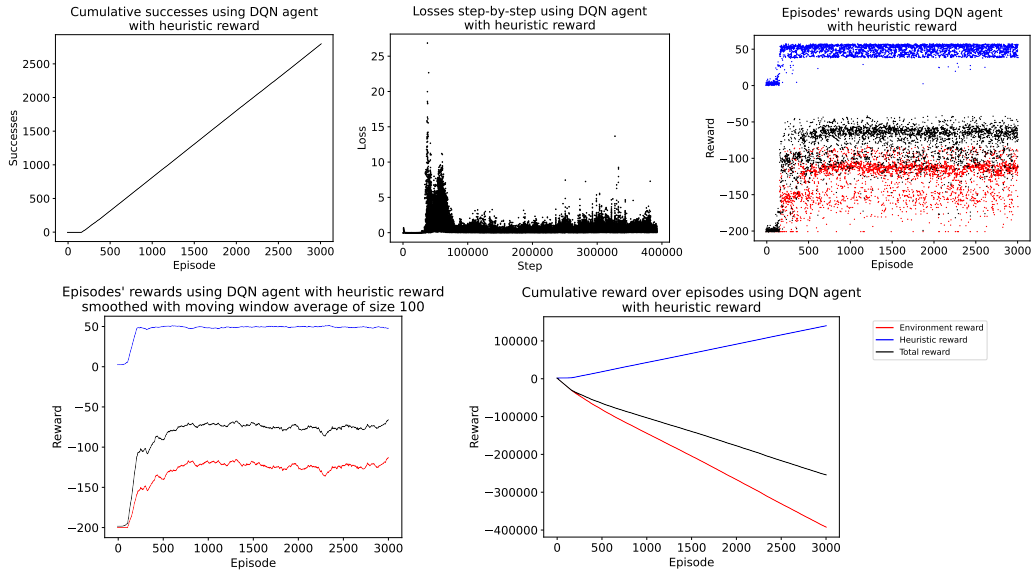 Cumulative successes using DQN agent
with heuristic reward
2500
2000
1500
1000
500
0
Successes
0 500 1000 1500 2000 2500 3000
Episode
Losses step-by-step using DQN agent
with heuristic reward
25
20
15
10
5
0
Loss
0 100000 200000 300000 400000
Step
Episodes' rewards using DQN agent
with heuristic reward
50
0
−50
−100
−150
−200
Reward
0 500 1000 1500 2000 2500 3000
Episode
Episodes' rewards using DQN agent with heuristic reward
smoothed with moving window average of size 100
50
0
−50
−100
−150
−200
Reward
0 500 1000 1500 2000 2500 3000
Episode
Cumulative reward over episodes using DQN agent
with heuristic reward
100000
0
−100000
−200000
−300000
−400000
Reward
0 500 1000 1500 2000 2500 3000
Episode
Environment reward
Heuristic reward
Total reward